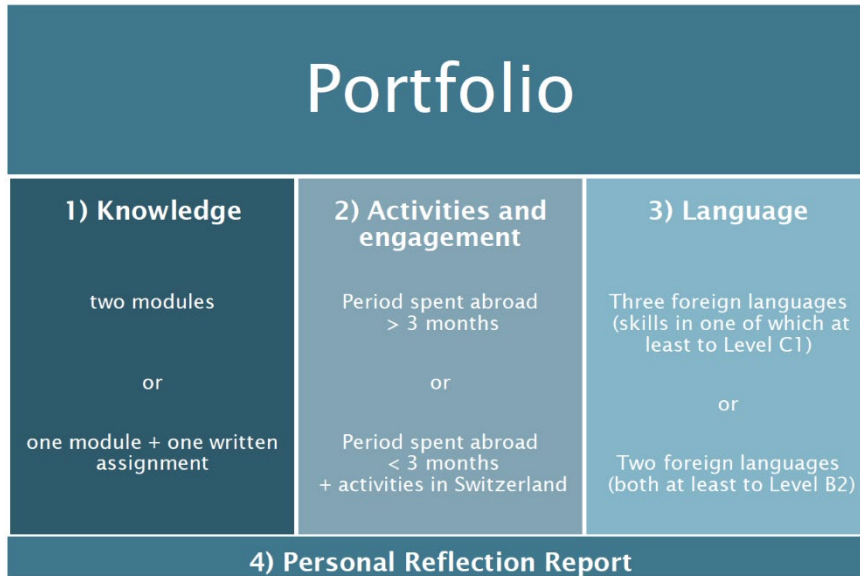 Portfolio
1) Knowledge
two modules
or
one module + one written
assignment
2) Activities and
engagement
Period spent abroad
> 3 months
or
Period spent abroad
< 3 months
+ activities in Switzerland
3) Language
Three foreign languages
(skills in one of which at
least to Level C1)
or
Two foreign languages
(both at least to Level B2)
4) Personal Reflection Report